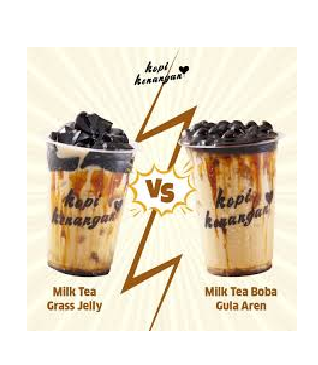 kopi
kenangan
VS
kopi
kenangan
kopi
kenangan
Milk Tea
Grass Jelly
Milk Tea Boba
Gula Aren